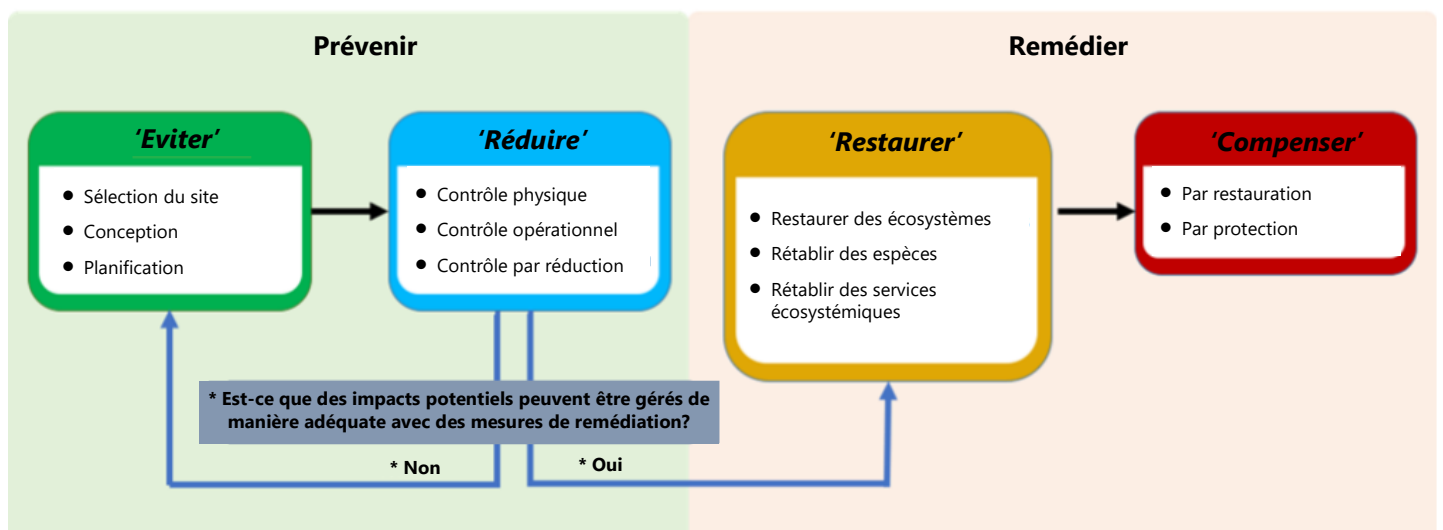 Prévenir
Remédier
‘Eviter’
• Sélection du site
• Conception
• Planification
‘Réduire’
• Contrôle physique
• Contrôle opérationnel
• Contrôle par réduction
‘Restaurer’
• Restaurer des écosystèmes
• Rétablir des espèces
• Rétablir des services
écosystémiques
‘Compenser’
• Par restauration
• Par protection
* Est-ce que des impacts potentiels peuvent être gérés de
manière adéquate avec des mesures de remédiation?
* Non
* Oui